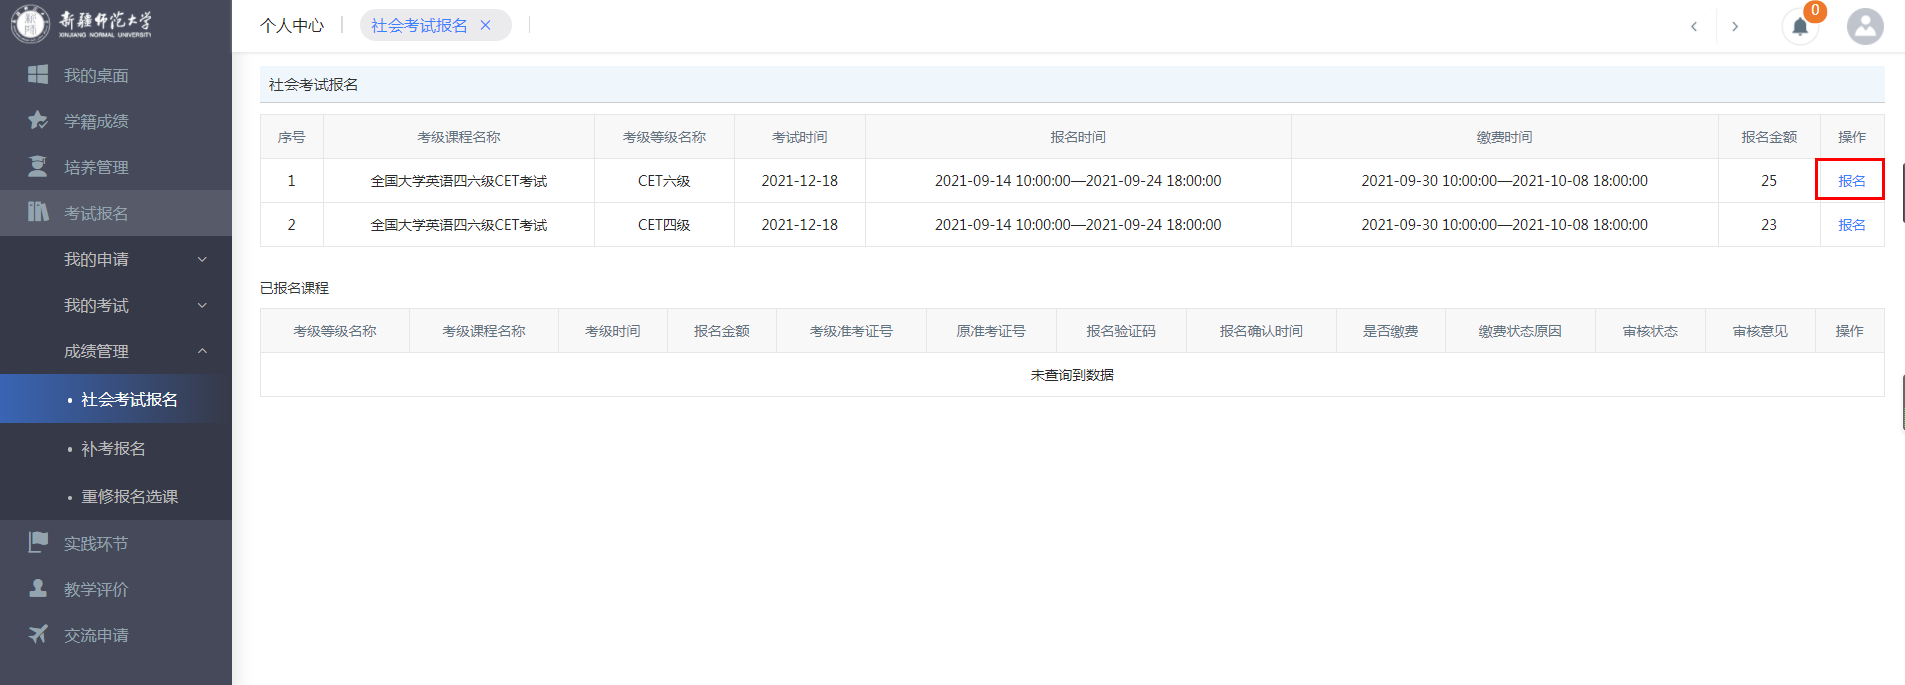 新疆师范大学
XINJIANG NORMAL UNIVERSITY
我的桌面
学籍成绩
培养管理
考试报名
我的申请
我的考试
成绩管理
• 社会考试报名
• 补考报名
• 重修报名选课
实践环节
教学评价
交流申请
个人中心 社会考试报名 ×
0
社会考试报名
序号 考级课程名称 考级等级名称 考试时间 报名时间 缴费时间 报名金额 操作
1 全国大学英语四六级CET考试 CET六级 2021-12-18 2021-09-14 10:00:00—2021-09-24 18:00:00 2021-09-30 10:00:00—2021-10-08 18:00:00 25 报名
2 全国大学英语四六级CET考试 CET四级 2021-12-18 2021-09-14 10:00:00—2021-09-24 18:00:00 2021-09-30 10:00:00—2021-10-08 18:00:00 23 报名
已报名课程
考级等级名称 考级课程名称 考级时间 报名金额 考级准考证号 原准考证号 报名验证码 报名确认时间 是否缴费 缴费状态原因 审核状态 审核意见 操作
未查询到数据